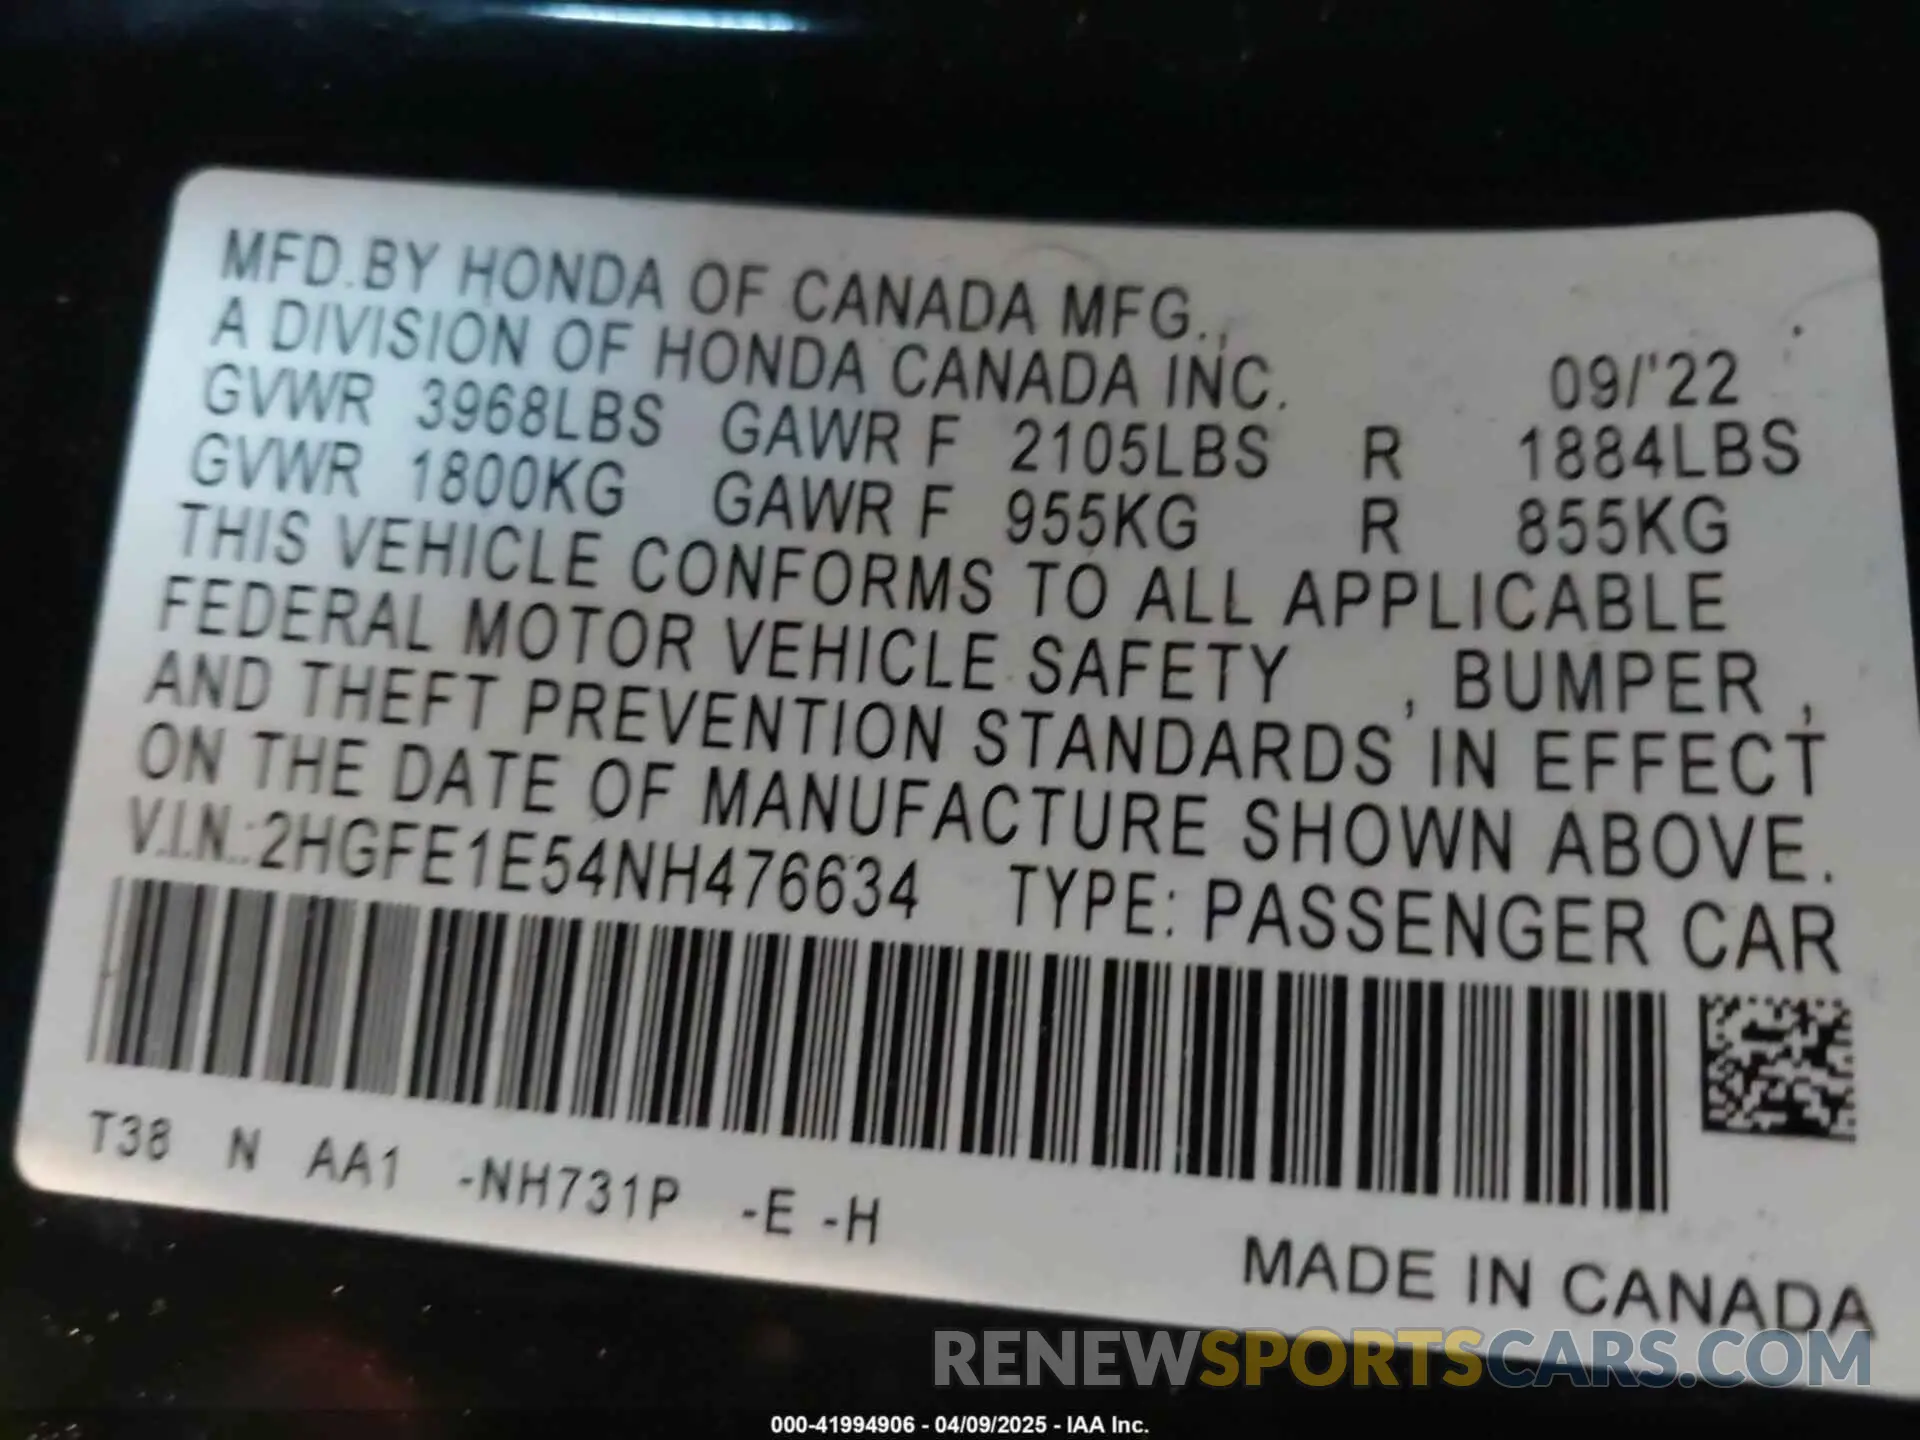 MFD.BY HONDA OF CANADA MFG.,
A DIVISION OF HONDA CANADA INC. 09/'22
GVWR 3968LBS GAWR F 2105LBS R 1884LBS
GVWR 1800KG GAWR F 955KG R 855KG
THIS VEHICLE CONFORMS TO ALL APPLICABLE
FEDERAL MOTOR VEHICLE SAFETY , BUMPER ,
AND THEFT PREVENTION STANDARDS IN EFFECT
ON THE DATE OF MANUFACTURE SHOWN ABOVE.
V.I.N.:2HGFE1E54NH476634 TYPE: PASSENGER CAR
T38 N AA1 -NH731P -E -H
MADE IN CANADA
RENEWSPORTSCARS.COM
000-41994906 - 04/09/2025 - IAA Inc.